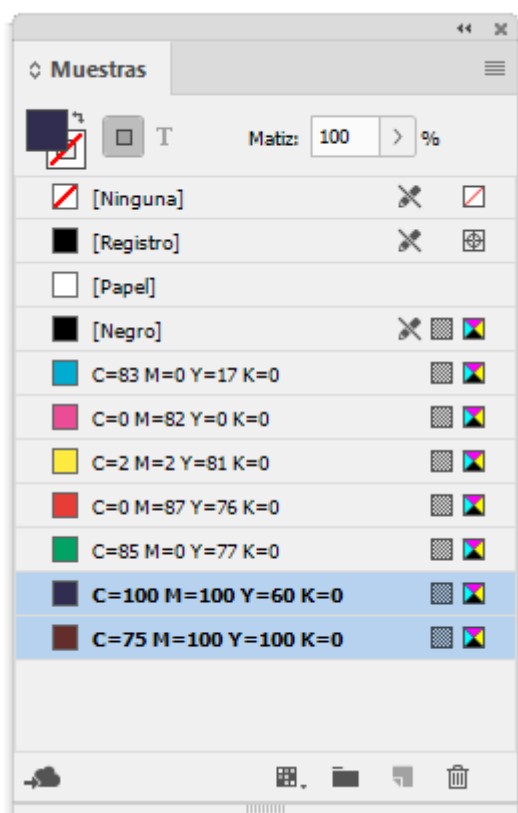 Muestras
T Matiz: 100 %
[Ninguna]
[Registro]
[Papel]
[Negro]
C=83 M=0 Y=17 K=0
C=0 M=82 Y=0 K=0
C=2 M=2 Y=81 K=0
C=0 M=87 Y=76 K=0
C=85 M=0 Y=77 K=0
C=100 M=100 Y=60 K=0
C=75 M=100 Y=100 K=0